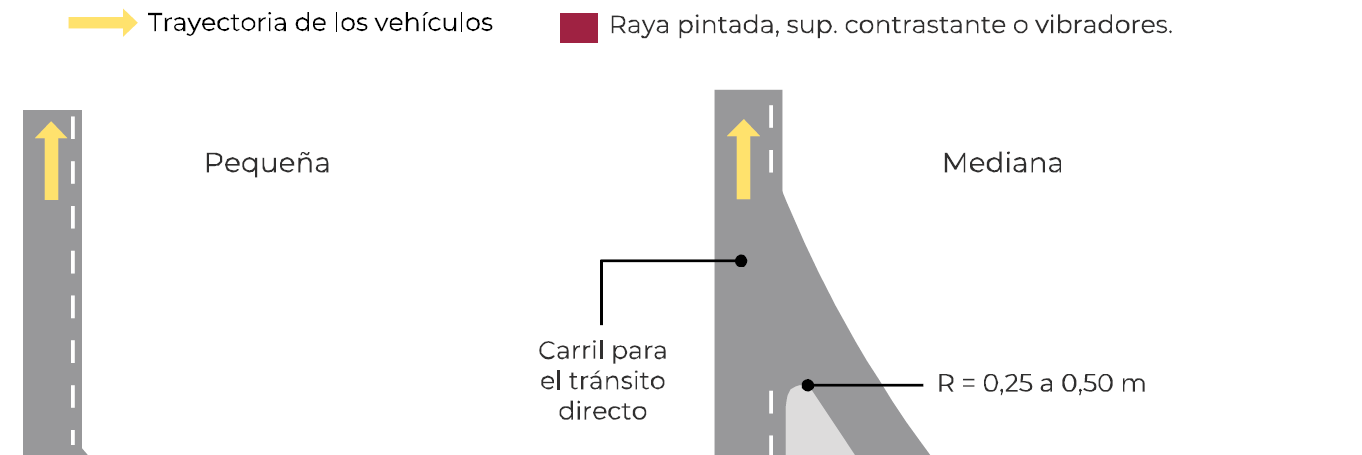 Trayectoria de los vehículos
Raya pintada, sup. contrastante o vibradores.
Pequeña
Mediana
Carril para
el tránsito
directo
R = 0,25 a 0,50 m